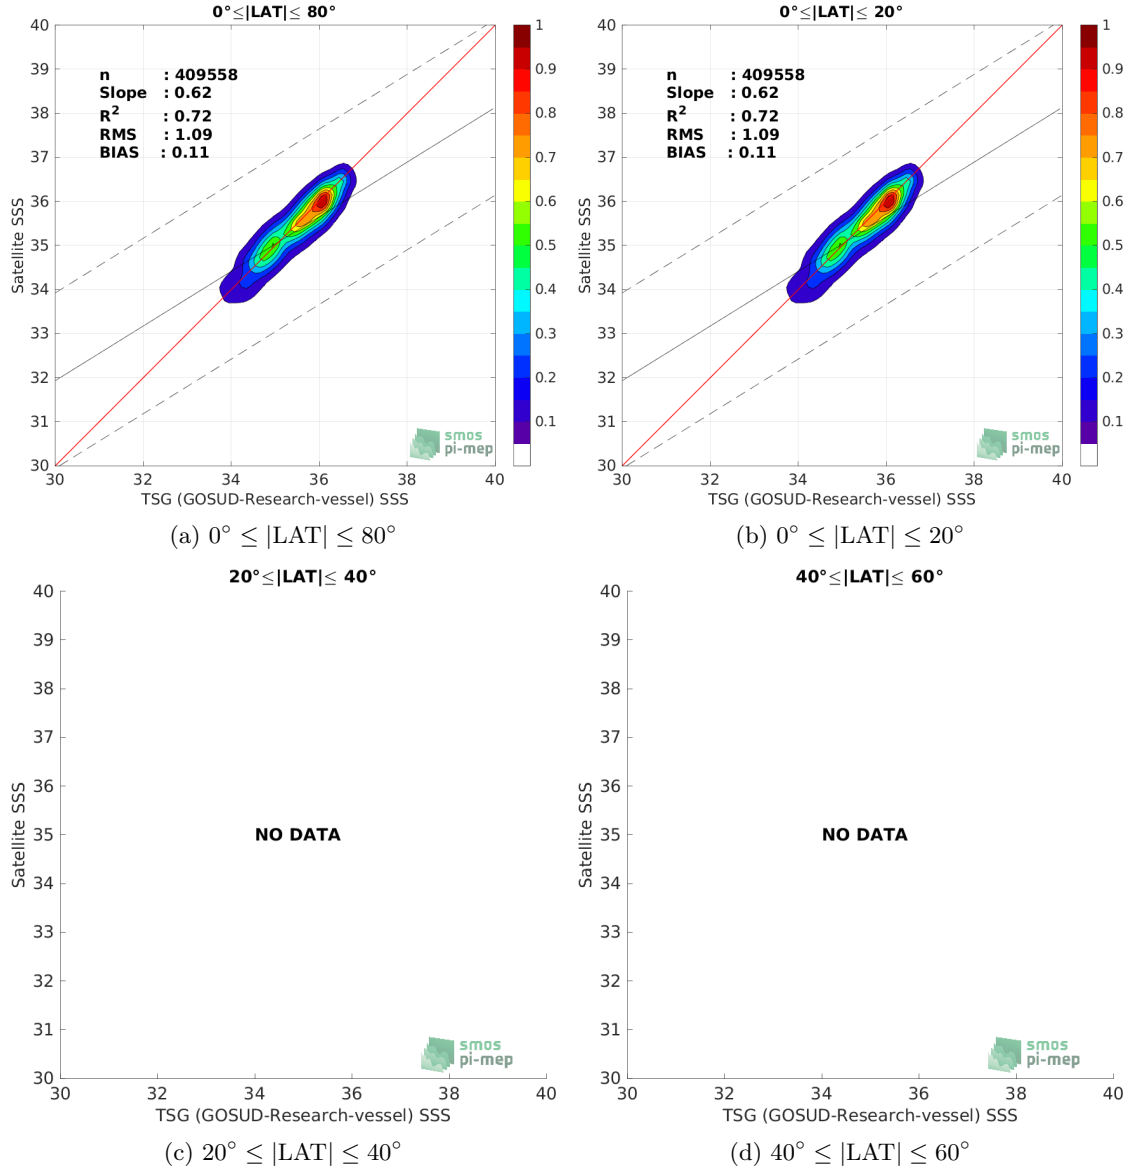 0°≤|LAT|≤ 80°
40
39
38
37
36
35
34
33
32
31
30
Satellite SSS
n : 409558
Slope : 0.62
R² : 0.72
RMS : 1.09
BIAS : 0.11
smos
pi-mep
30 32 34 36 38 40
TSG (GOSUD-Research-vessel) SSS
1
0.9
0.8
0.7
0.6
0.5
0.4
0.3
0.2
0.1
(a) 0° ≤ |LAT| ≤ 80°
0°≤|LAT|≤ 20°
40
39
38
37
36
35
34
33
32
31
30
Satellite SSS
n : 409558
Slope : 0.62
R² : 0.72
RMS : 1.09
BIAS : 0.11
smos
pi-mep
30 32 34 36 38 40
TSG (GOSUD-Research-vessel) SSS
1
0.9
0.8
0.7
0.6
0.5
0.4
0.3
0.2
0.1
(b) 0° ≤ |LAT| ≤ 20°
20°≤|LAT|≤ 40°
40
39
38
37
36
35
34
33
32
31
30
Satellite SSS
NO DATA
smos
pi-mep
30 32 34 36 38 40
TSG (GOSUD-Research-vessel) SSS
(c) 20° ≤ |LAT| ≤ 40°
40°≤|LAT|≤ 60°
40
39
38
37
36
35
34
33
32
31
30
Satellite SSS
NO DATA
smos
pi-mep
30 32 34 36 38 40
TSG (GOSUD-Research-vessel) SSS
(d) 40° ≤ |LAT| ≤ 60°